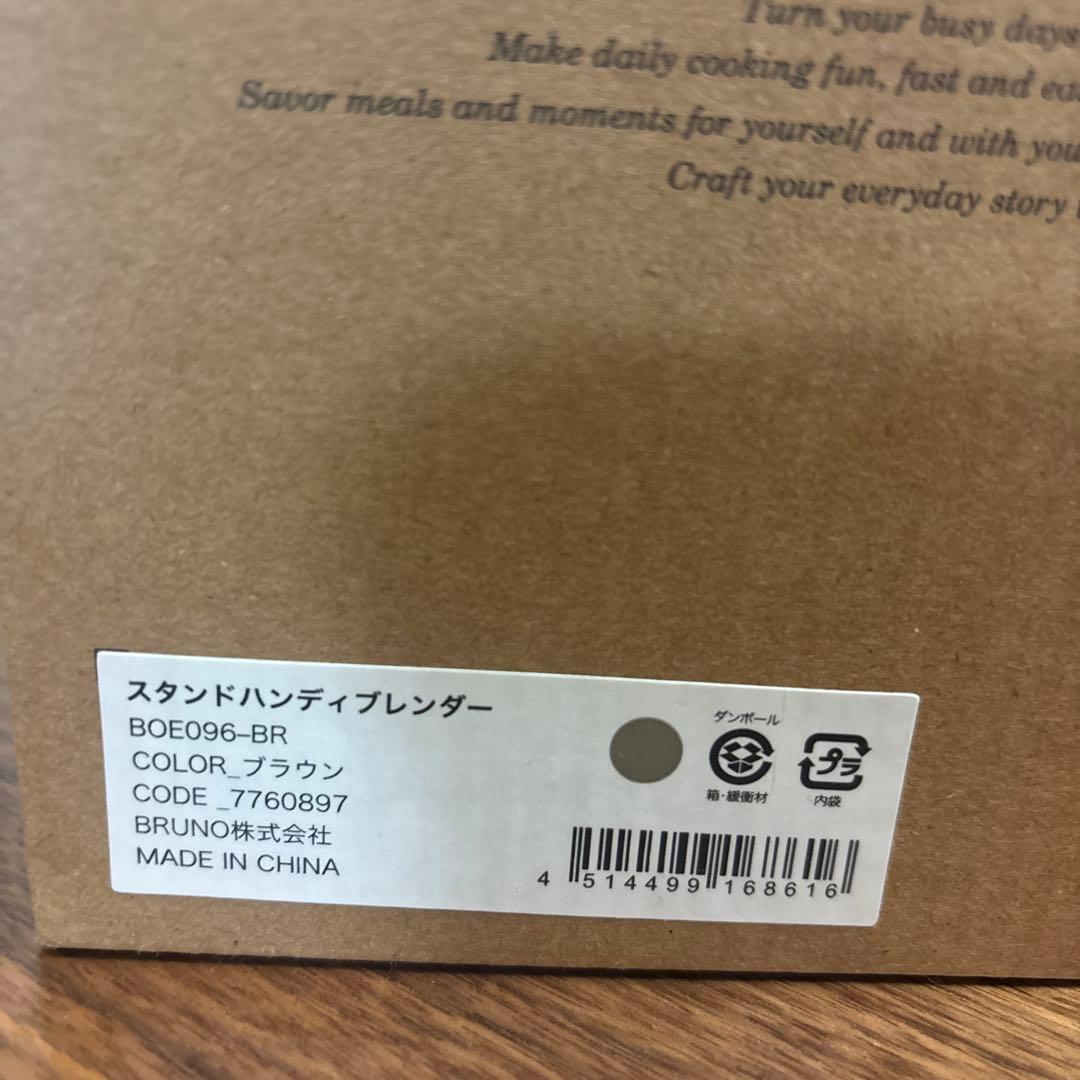 Turn your busy days
Make daily cooking fun, fast and
Savor meals and moments for yourself and with
Craft your everyday story
スタンドハンディブレンダー
BOE096–BR
COLOR_ブラウン
CODE _7760897
BRUNO株式会社
MADE IN CHINA
ダンボール
箱・緩衝材
プラ
内袋
4 514499 168616